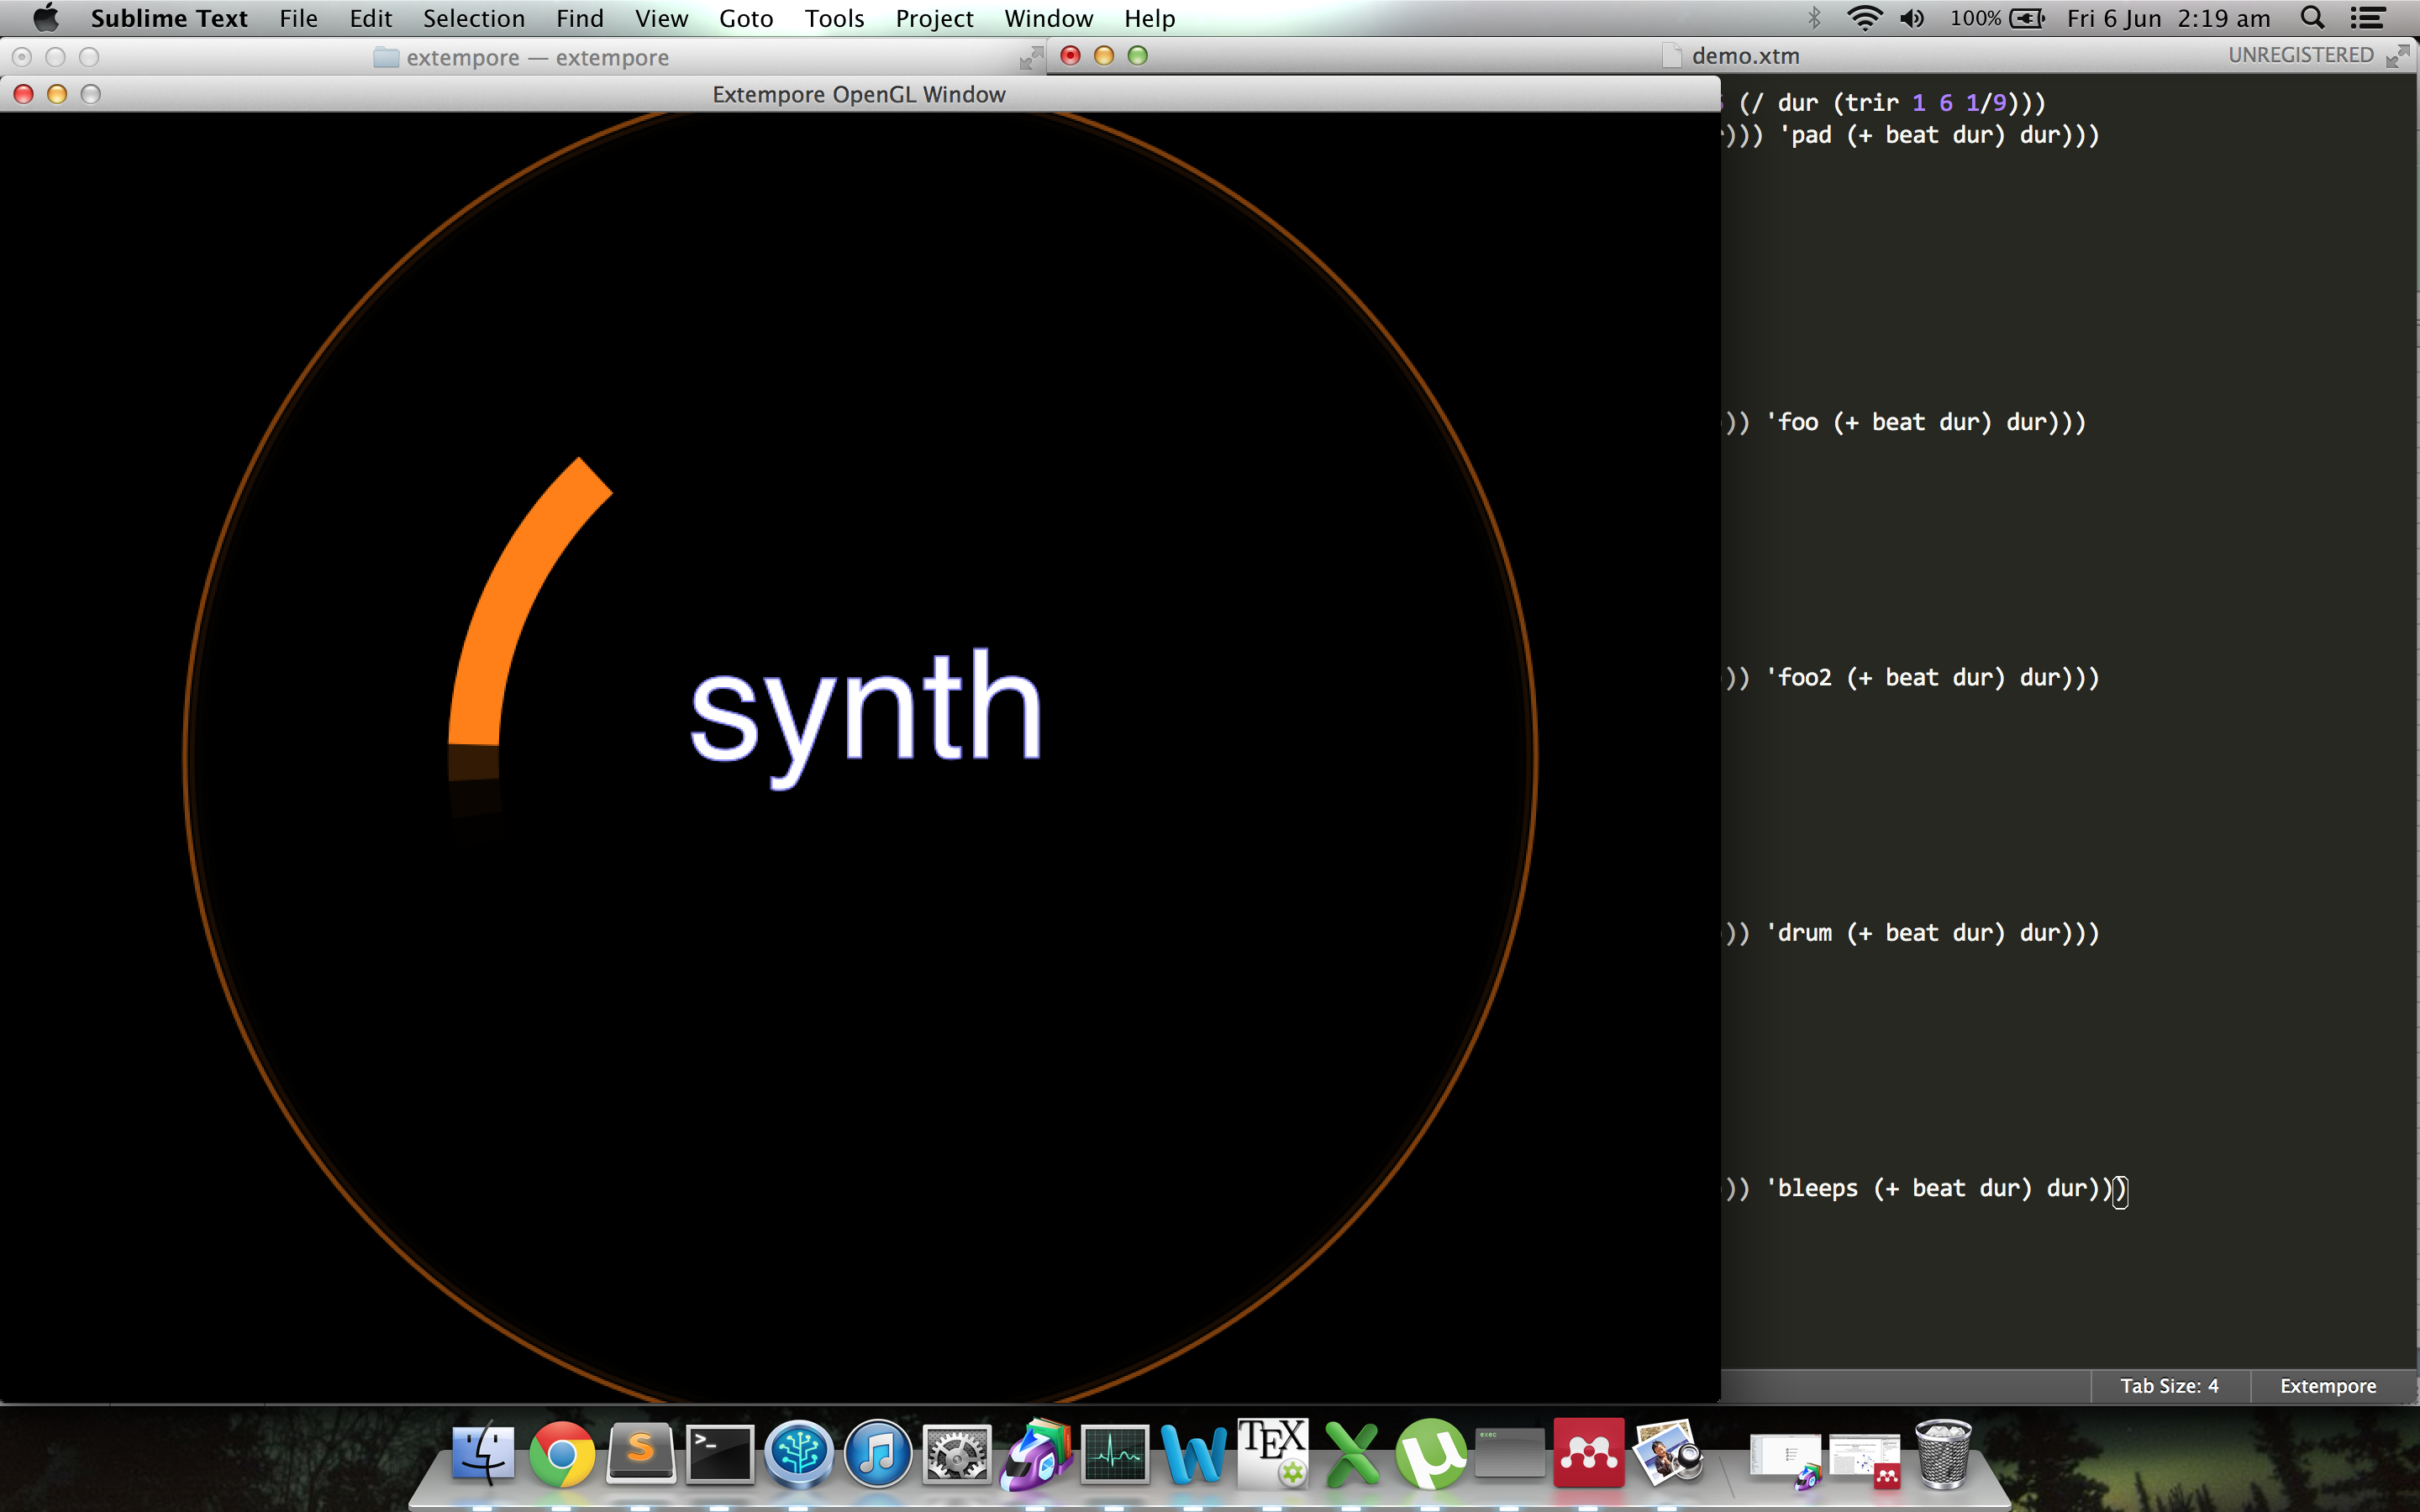 Sublime Text File Edit Selection Find View Goto Tools Project Window Help 100% Fri 6 Jun 2:19 am
extempore — extempore
demo.xtm UNREGISTERED
Extempore OpenGL Window
(/ dur (trir 1 6 1/9)))
))) 'pad (+ beat dur) dur)))
)) 'foo (+ beat dur) dur)))
)) 'foo2 (+ beat dur) dur)))
synth
)) 'drum (+ beat dur) dur)))
)) 'bleeps (+ beat dur) dur)))
Tab Size: 4 Extempore
S
>_
W
TEX
X
µ
exec